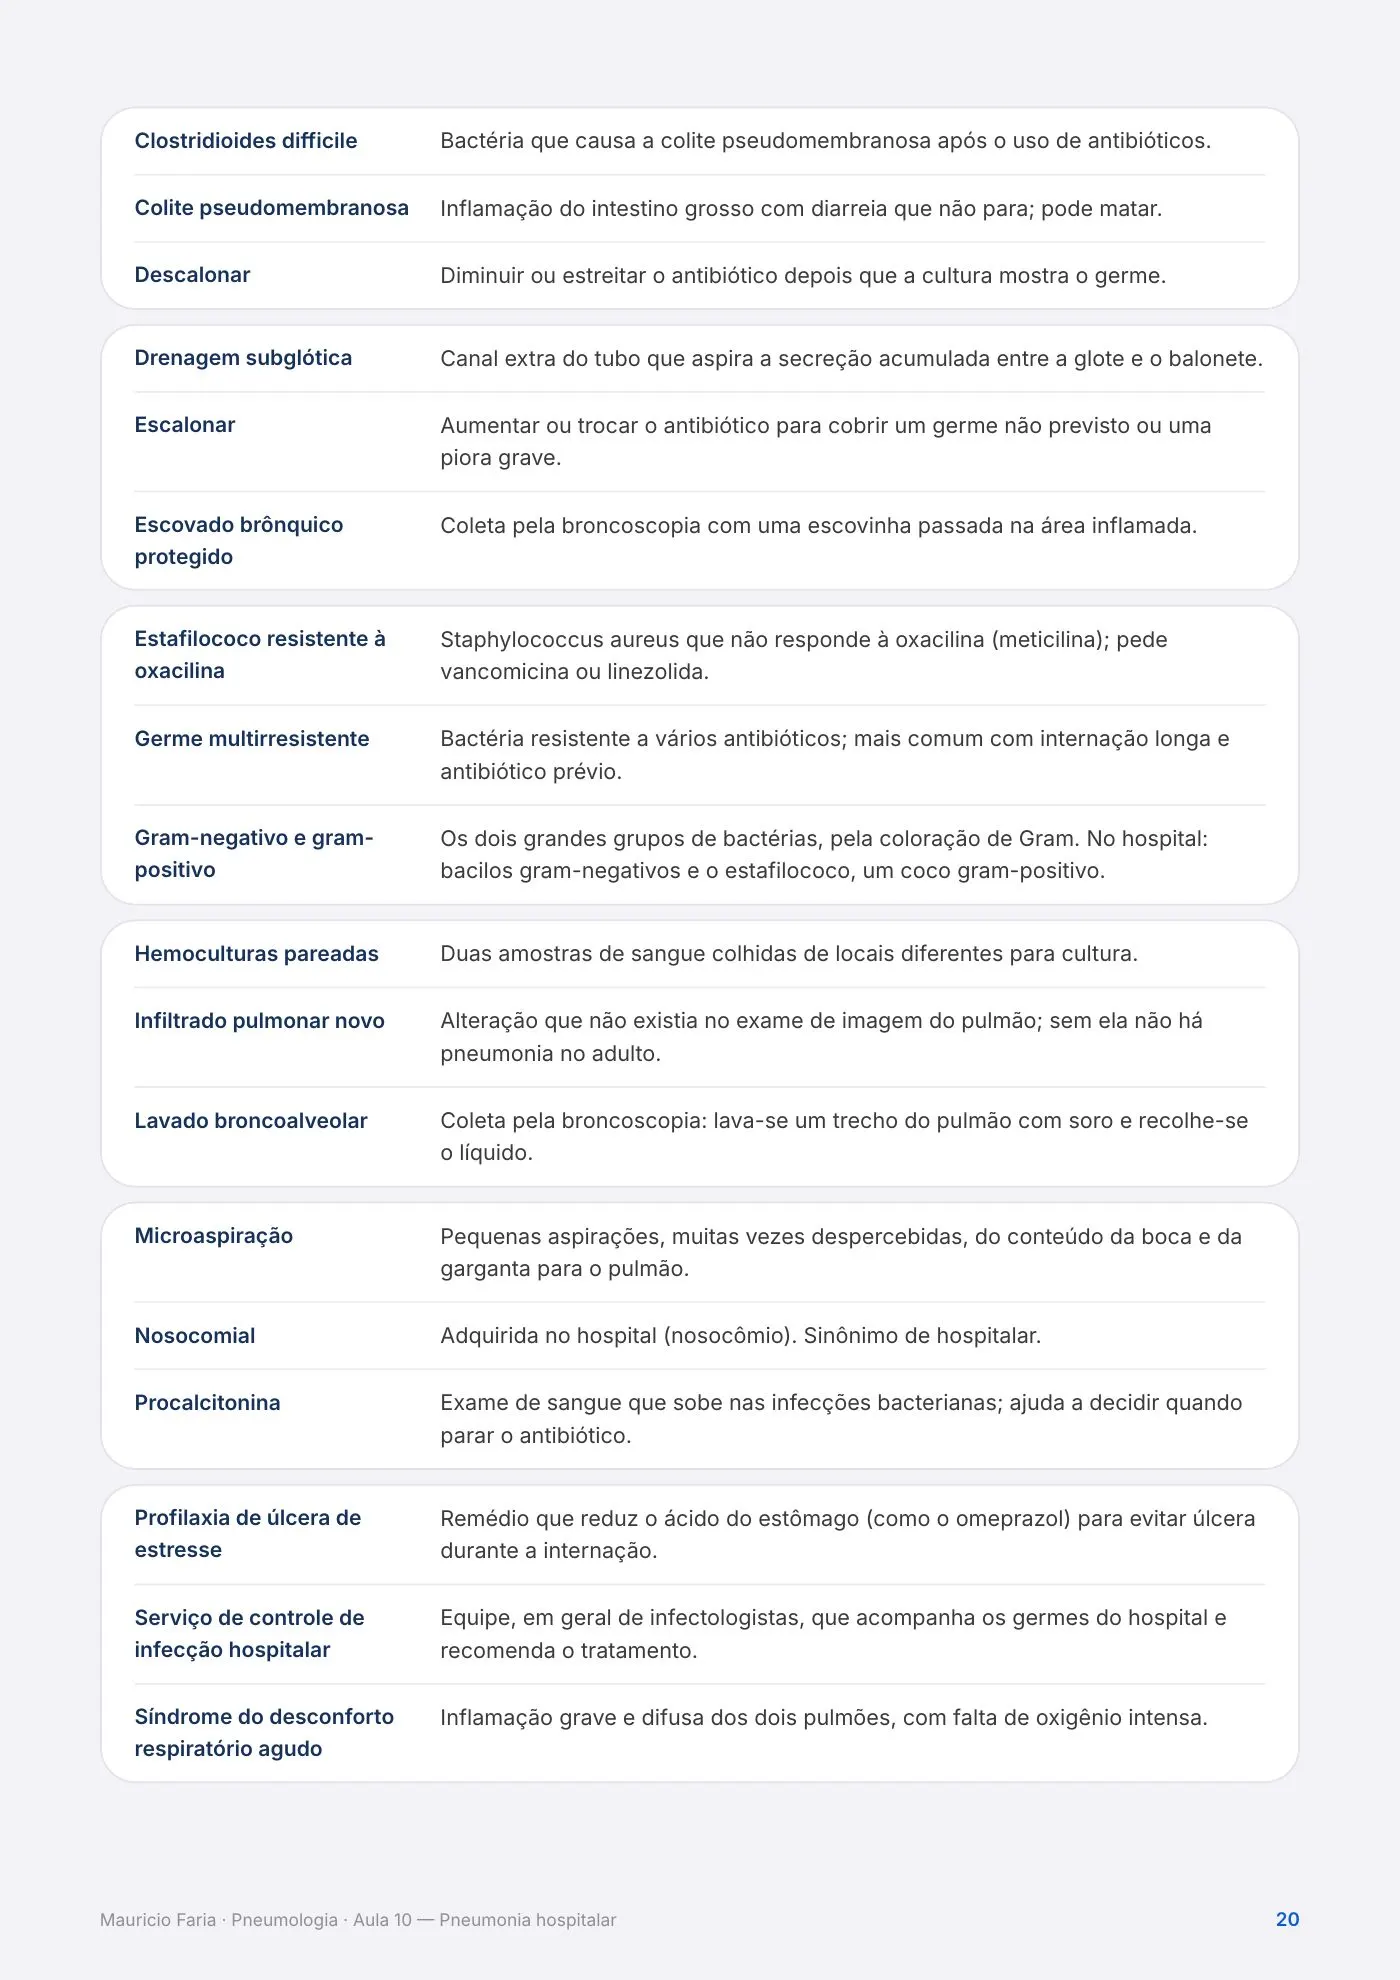 Clostridioides difficile
Bactéria que causa a colite pseudomembranosa após o uso de antibióticos.
Colite pseudomembranosa
Inflamação do intestino grosso com diarreia que não para; pode matar.
Descalonar
Diminuir ou estreitar o antibiótico depois que a cultura mostra o germe.
Drenagem subglótica
Canal extra do tubo que aspira a secreção acumulada entre a glote e o balonete.
Escalonar
Aumentar ou trocar o antibiótico para cobrir um germe não previsto ou uma
piora grave.
Escovado brônquico
protegido
Coleta pela broncoscopia com uma escovinha passada na área inflamada.
Estafilococo resistente à
oxacilina
Staphylococcus aureus que não responde à oxacilina (meticilina); pede
vancomicina ou linezolida.
Germe multirresistente
Bactéria resistente a vários antibióticos; mais comum com internação longa e
antibiótico prévio.
Gram-negativo e gram-
positivo
Os dois grandes grupos de bactérias, pela coloração de Gram. No hospital:
bacilos gram-negativos e o estafilococo, um coco gram-positivo.
Hemoculturas pareadas
Duas amostras de sangue colhidas de locais diferentes para cultura.
Infiltrado pulmonar novo
Alteração que não existia no exame de imagem do pulmão; sem ela não há
pneumonia no adulto.
Lavado broncoalveolar
Coleta pela broncoscopia: lava-se um trecho do pulmão com soro e recolhe-se
o líquido.
Microaspiração
Pequenas aspirações, muitas vezes despercebidas, do conteúdo da boca e da
garganta para o pulmão.
Nosocomial
Adquirida no hospital (nosocômio). Sinônimo de hospitalar.
Procalcitonina
Exame de sangue que sobe nas infecções bacterianas; ajuda a decidir quando
parar o antibiótico.
Profilaxia de úlcera de
estresse
Remédio que reduz o ácido do estômago (como o omeprazol) para evitar úlcera
durante a internação.
Serviço de controle de
infecção hospitalar
Equipe, em geral de infectologistas, que acompanha os germes do hospital e
recomenda o tratamento.
Síndrome do desconforto
respiratório agudo
Inflamação grave e difusa dos dois pulmões, com falta de oxigênio intensa.
Mauricio Faria · Pneumologia · Aula 10 — Pneumonia hospitalar
20